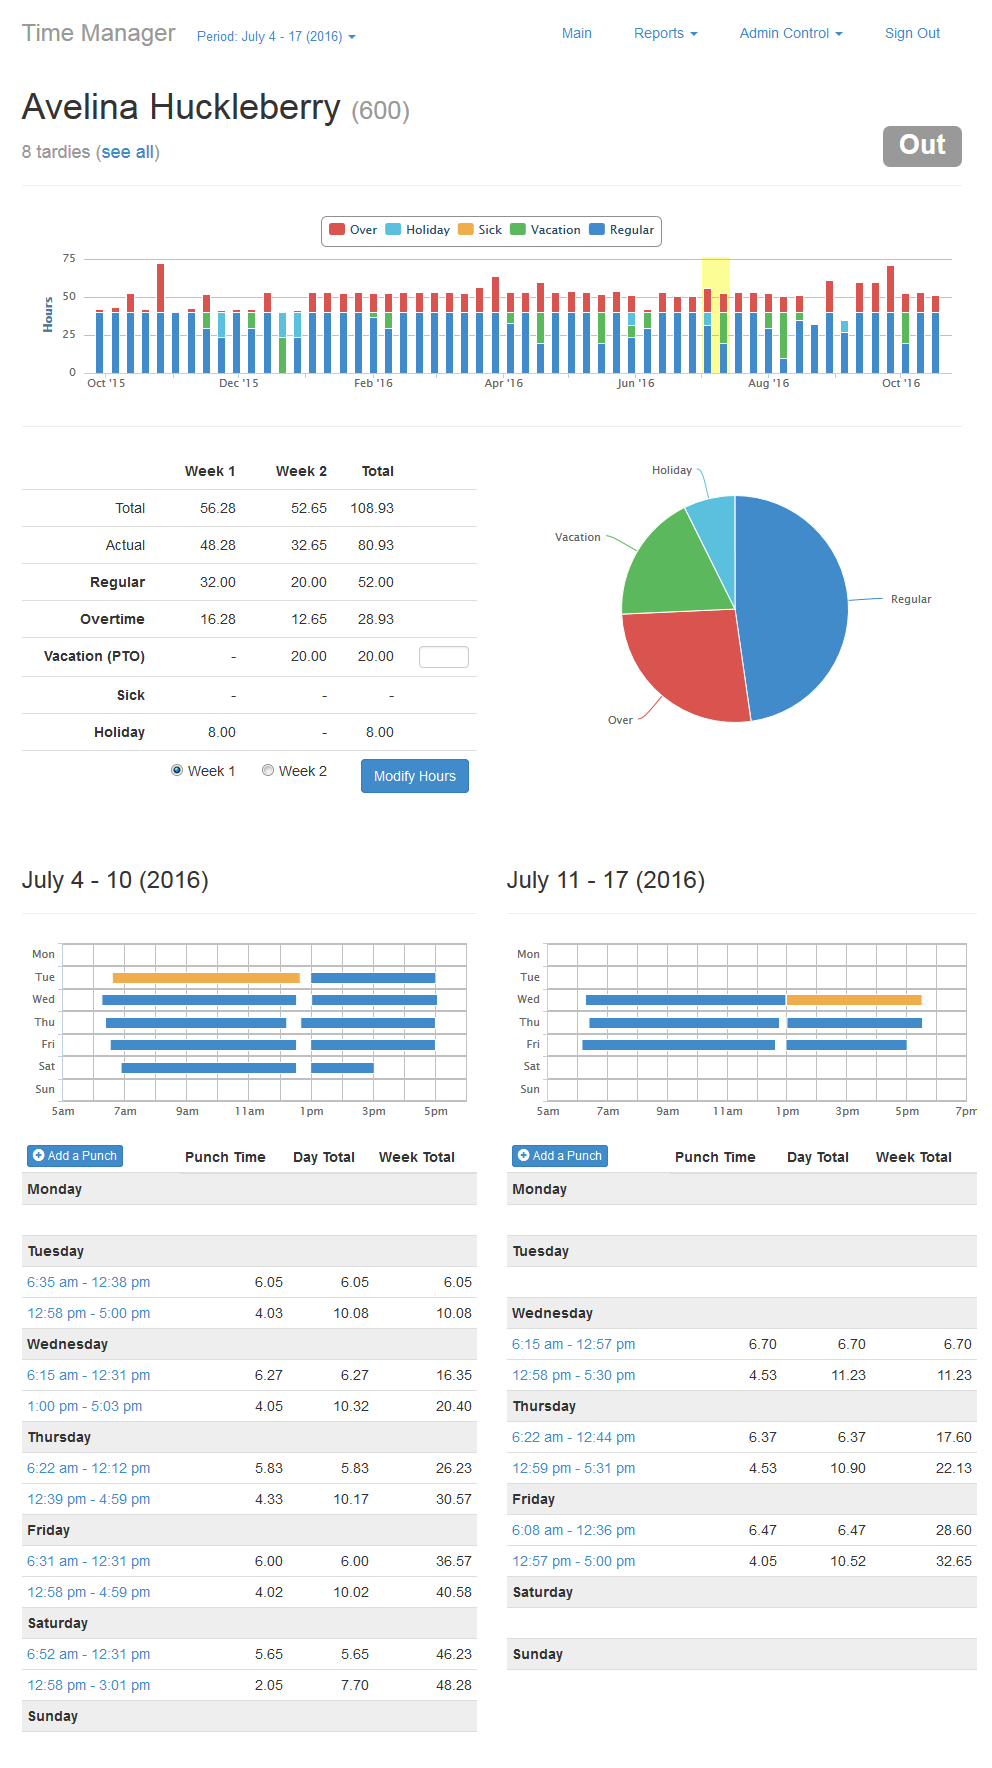 Time Manager Period: July 4 - 17 (2016) Main Reports Admin Control Sign Out
Avelina Huckleberry (600)
8 tardies (see all)
Out
Over Holiday Sick Vacation Regular
Hours
75
50
25
0
Oct '15 Dec '15 Feb '16 Apr '16 Jun '16 Aug '16 Oct '16
Week 1 Week 2 Total
Total 56.28 52.65 108.93
Actual 48.28 32.65 80.93
Regular 32.00 20.00 52.00
Overtime 16.28 12.65 28.93
Vacation (PTO) - 20.00 20.00
Sick - - -
Holiday 8.00 - 8.00
Week 1 Week 2 Modify Hours
Holiday
Vacation
Regular
Over
July 4 - 10 (2016)
Mon
Tue
Wed
Thu
Fri
Sat
Sun
5am 7am 9am 11am 1pm 3pm 5pm
Add a Punch Punch Time Day Total Week Total
Monday
Tuesday
6:35 am - 12:38 pm 6.05 6.05 6.05
12:58 pm - 5:00 pm 4.03 10.08 10.08
Wednesday
6:15 am - 12:31 pm 6.27 6.27 16.35
1:00 pm - 5:03 pm 4.05 10.32 20.40
Thursday
6:22 am - 12:12 pm 5.83 5.83 26.23
12:39 pm - 4:59 pm 4.33 10.17 30.57
Friday
6:31 am - 12:31 pm 6.00 6.00 36.57
12:58 pm - 4:59 pm 4.02 10.02 40.58
Saturday
6:52 am - 12:31 pm 5.65 5.65 46.23
12:58 pm - 3:01 pm 2.05 7.70 48.28
Sunday
July 11 - 17 (2016)
Mon
Tue
Wed
Thu
Fri
Sat
Sun
5am 7am 9am 11am 1pm 3pm 5pm 7pm
Add a Punch Punch Time Day Total Week Total
Monday
Tuesday
Wednesday
6:15 am - 12:57 pm 6.70 6.70 6.70
12:58 pm - 5:30 pm 4.53 11.23 11.23
Thursday
6:22 am - 12:44 pm 6.37 6.37 17.60
12:59 pm - 5:31 pm 4.53 10.90 22.13
Friday
6:08 am - 12:36 pm 6.47 6.47 28.60
12:57 pm - 5:00 pm 4.05 10.52 32.65
Saturday
Sunday